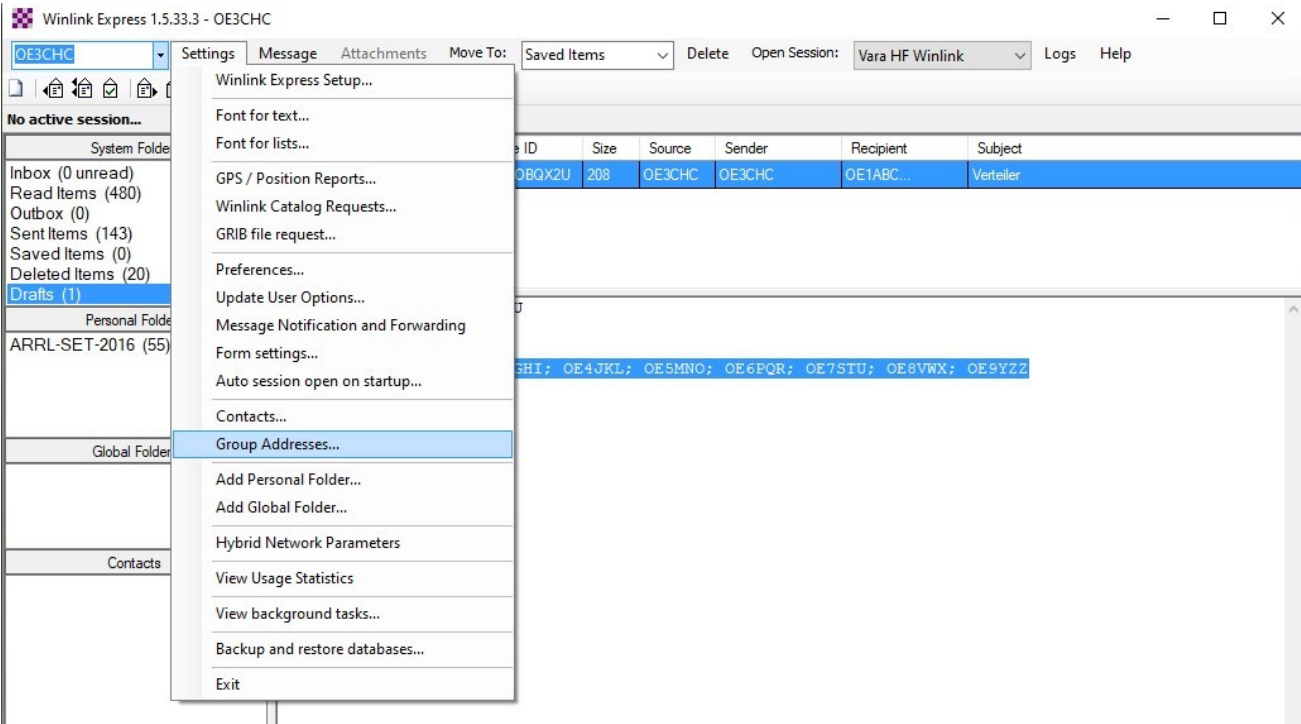 Winlink Express 1.5.33.3 - OE3CHC
OE3CHC Settings Message Attachments Move To: Saved Items Delete Open Session: Vara HF Winlink Logs Help
No active session...
System Folde
Inbox (0 unread)
Read Items (480)
Outbox (0)
Sent Items (143)
Saved Items (0)
Deleted Items (20)
Drafts (1)
Personal Folde
ARRL-SET-2016 (55)
Global Folder
Contacts
Winlink Express Setup...
Font for text...
Font for lists...
GPS / Position Reports...
Winlink Catalog Requests...
GRIB file request...
Preferences...
Update User Options...
Message Notification and Forwarding
Form settings...
Auto session open on startup...
Contacts...
Group Addresses...
Add Personal Folder...
Add Global Folder...
Hybrid Network Parameters
View Usage Statistics
View background tasks...
Backup and restore databases...
Exit
ID Size Source Sender Recipient Subject
OBQX2U 208 OE3CHC OE3CHC OE1ABC... Verteiler
U
GHI; OE4JKL; OE5MNO; OE6PQR; OE7STU; OE8VWX; OE9YZZ